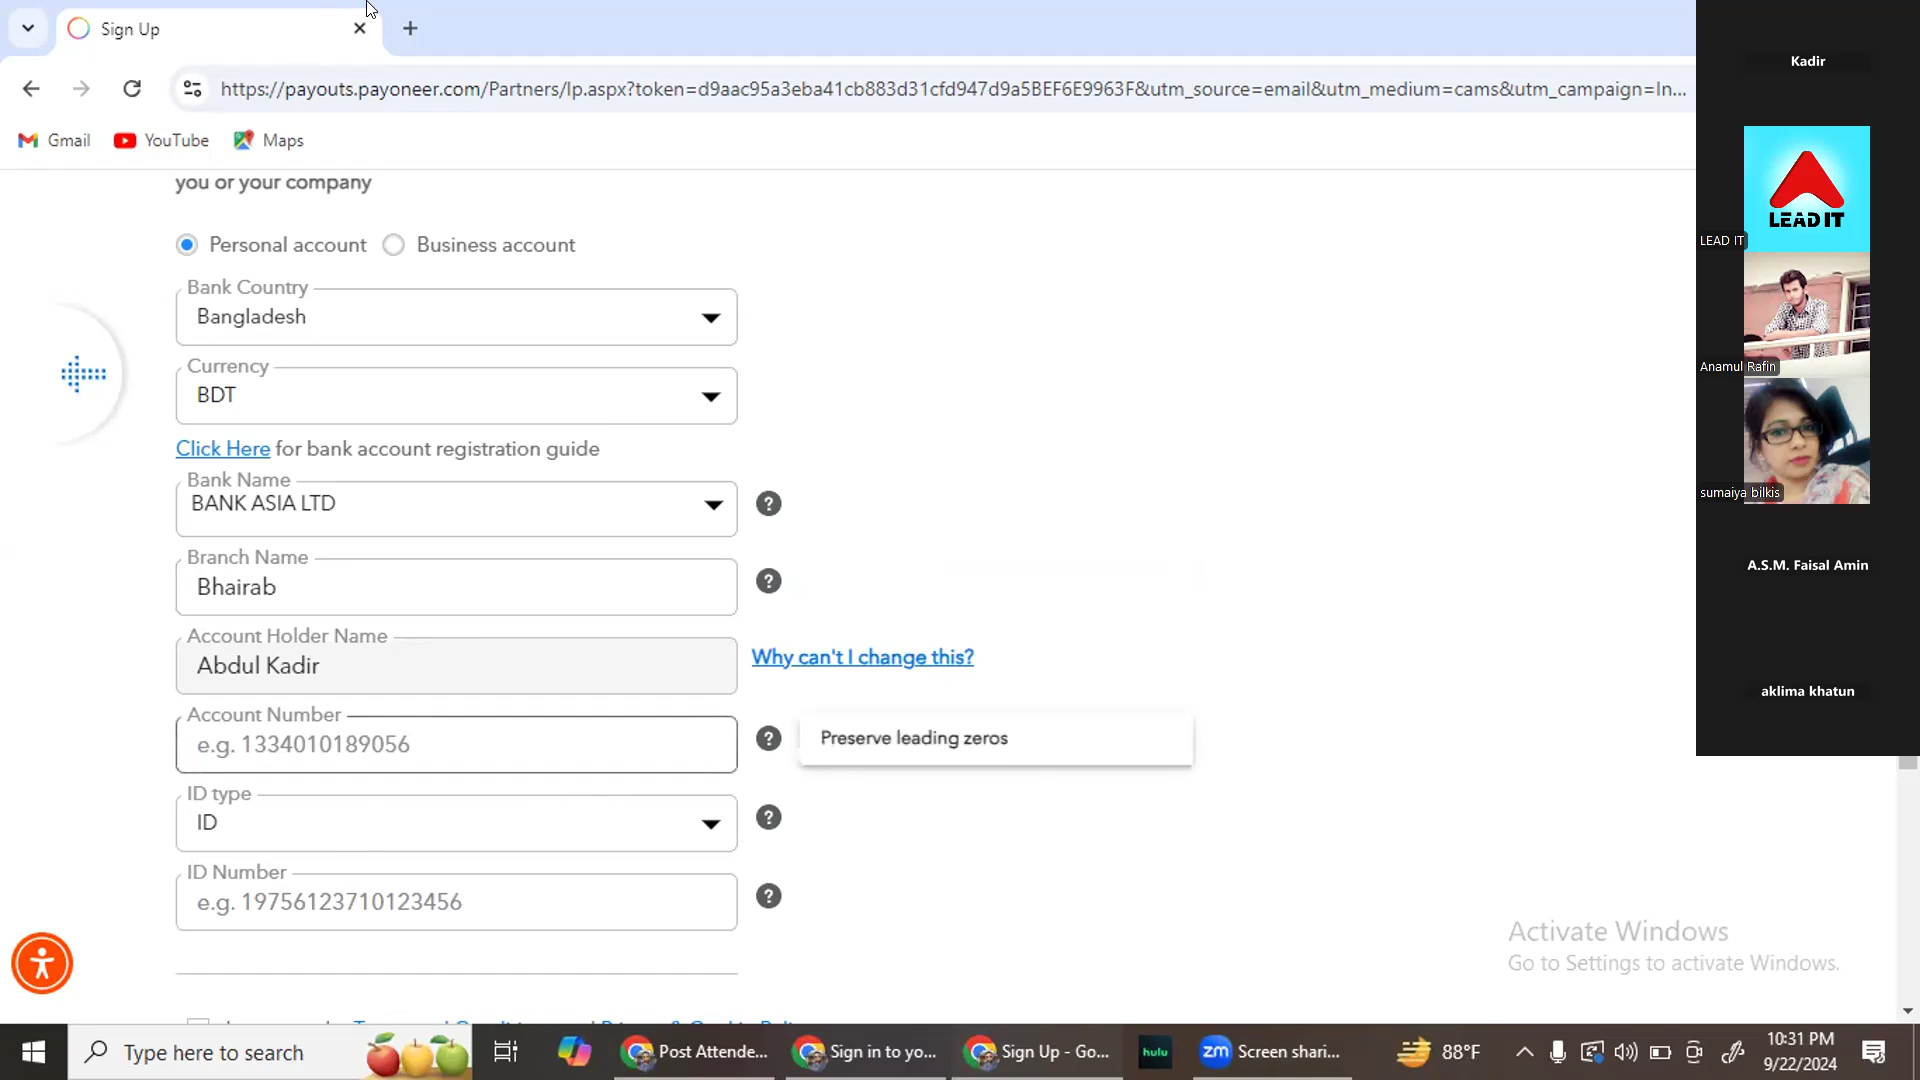 Sign Up
https://payouts.payoneer.com/Partners/lp.aspx?token=d9aac95a3eba41cb883d31cfd947d9a5BEF6E9963F&utm_source=email&utm_medium=cams&utm_campaign=In...
Gmail YouTube Maps
you or your company
Personal account Business account
Bank Country
Bangladesh
Currency
BDT
Click Here for bank account registration guide
Bank Name
BANK ASIA LTD
?
Branch Name
Bhairab
?
Account Holder Name
Abdul Kadir
Why can't I change this?
Account Number
e.g. 1334010189056
?
Preserve leading zeros
ID type
ID
?
ID Number
e.g. 19756123710123456
?
Activate Windows
Go to Settings to activate Windows.
Kadir
LEAD IT
LEAD IT
Anamul Rafin
sumaiya bilkis
A.S.M. Faisal Amin
aklima khatun
Type here to search
Post Attende...
Sign in to yo...
Sign Up - Go...
hulu
zm
Screen shari...
88°F
10:31 PM
9/22/2024